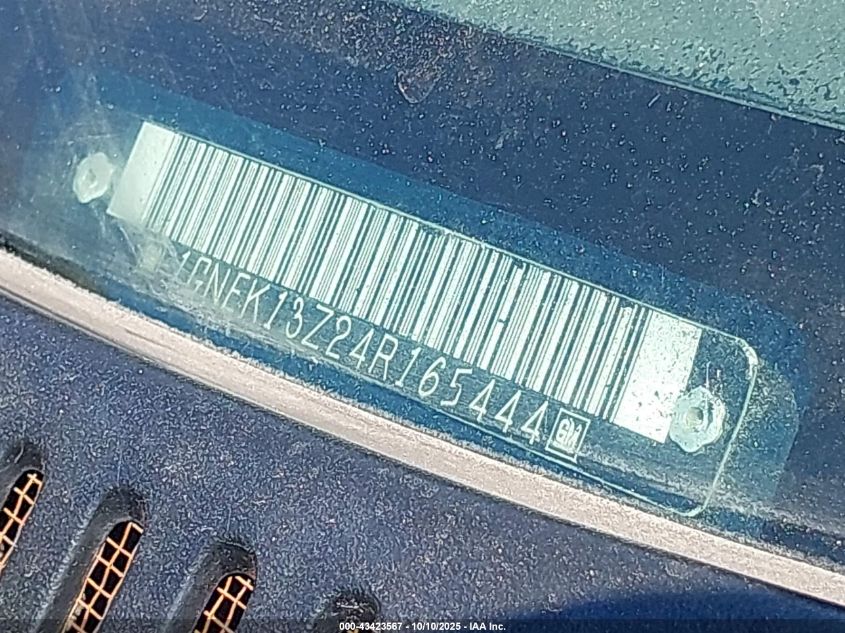 1GNEK13Z24R165444 GM
000-43423567 - 10/10/2025 - IAA Inc.